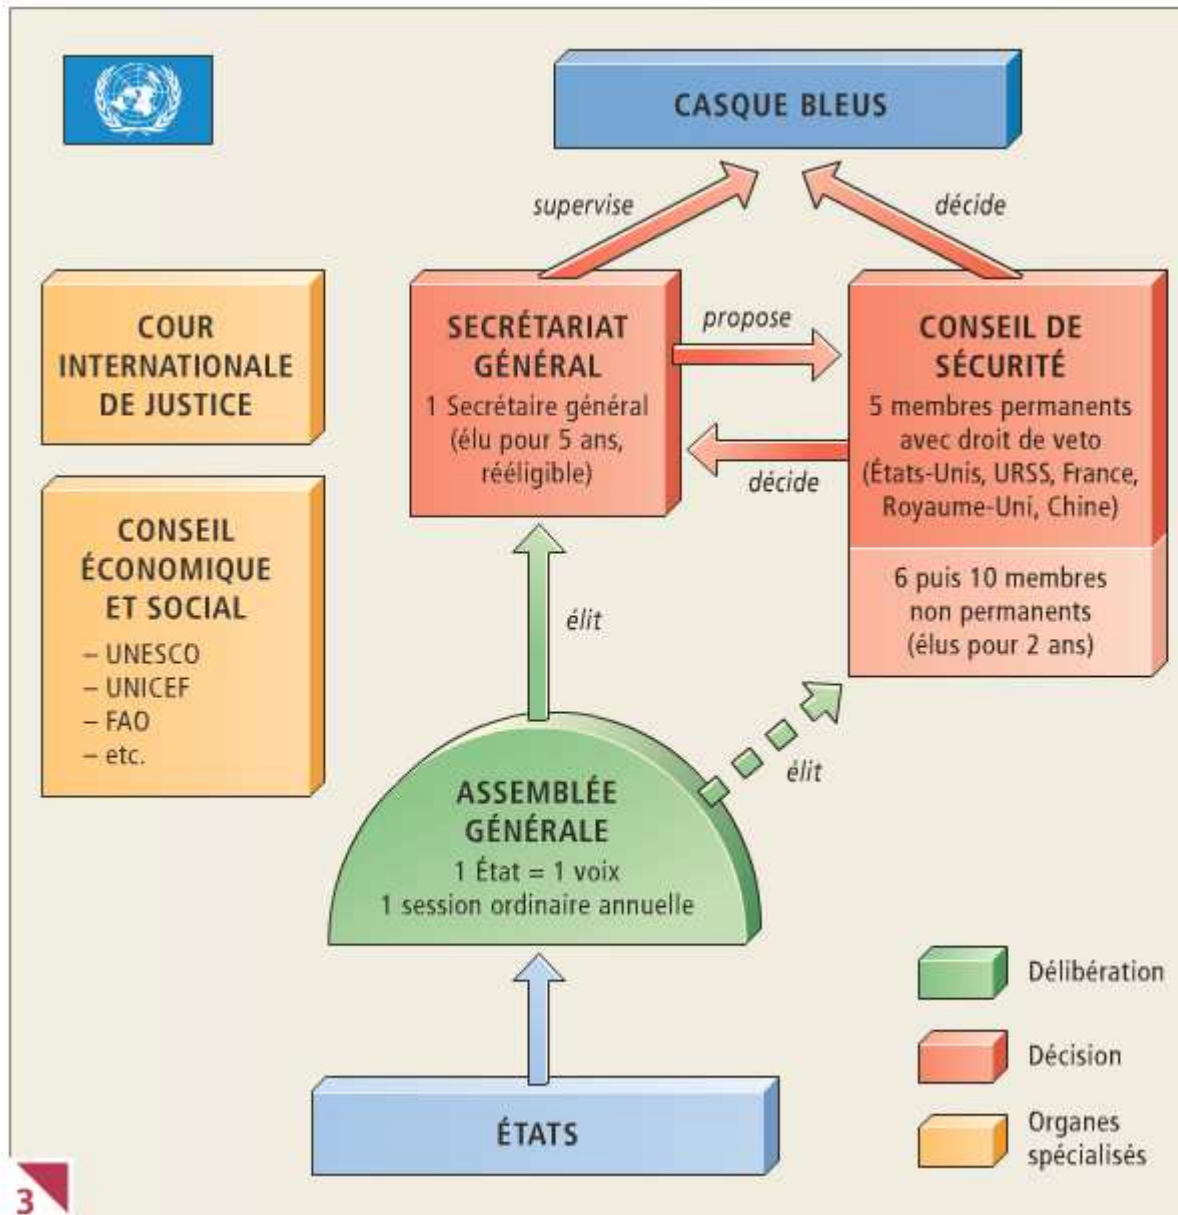 CASQUE BLEUS
supervise
décide
COUR
INTERNATIONALE
DE JUSTICE
SECRÉTARIAT
GÉNÉRAL
1 Secrétaire général
(élu pour 5 ans,
rééligible)
propose
décide
CONSEIL DE
SÉCURITÉ
5 membres permanents
avec droit de veto
(États-Unis, URSS, France,
Royaume-Uni, Chine)
6 puis 10 membres
non permanents
(élus pour 2 ans)
CONSEIL
ÉCONOMIQUE
ET SOCIAL
– UNESCO
– UNICEF
– FAO
– etc.
élit
élit
ASSEMBLÉE
GÉNÉRALE
1 État = 1 voix
1 session ordinaire annuelle
ÉTATS
Délibération
Décision
Organes
spécialisés
3